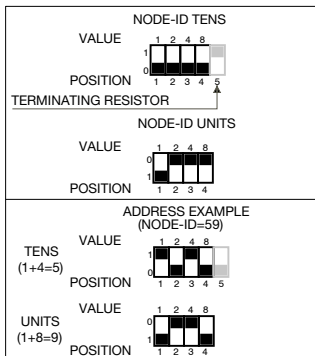 NODE-ID TENS
VALUE 1 2 4 8
1
0
POSITION 1 2 3 4 5
TERMINATING RESISTOR
NODE-ID UNITS
VALUE 1 2 4 8
0
1
POSITION 1 2 3 4
ADDRESS EXAMPLE
(NODE-ID=59)
TENS
(1+4=5)
VALUE 1 2 4 8
1
0
POSITION 1 2 3 4 5
UNITS
(1+8=9)
VALUE 1 2 4 8
0
1
POSITION 1 2 3 4